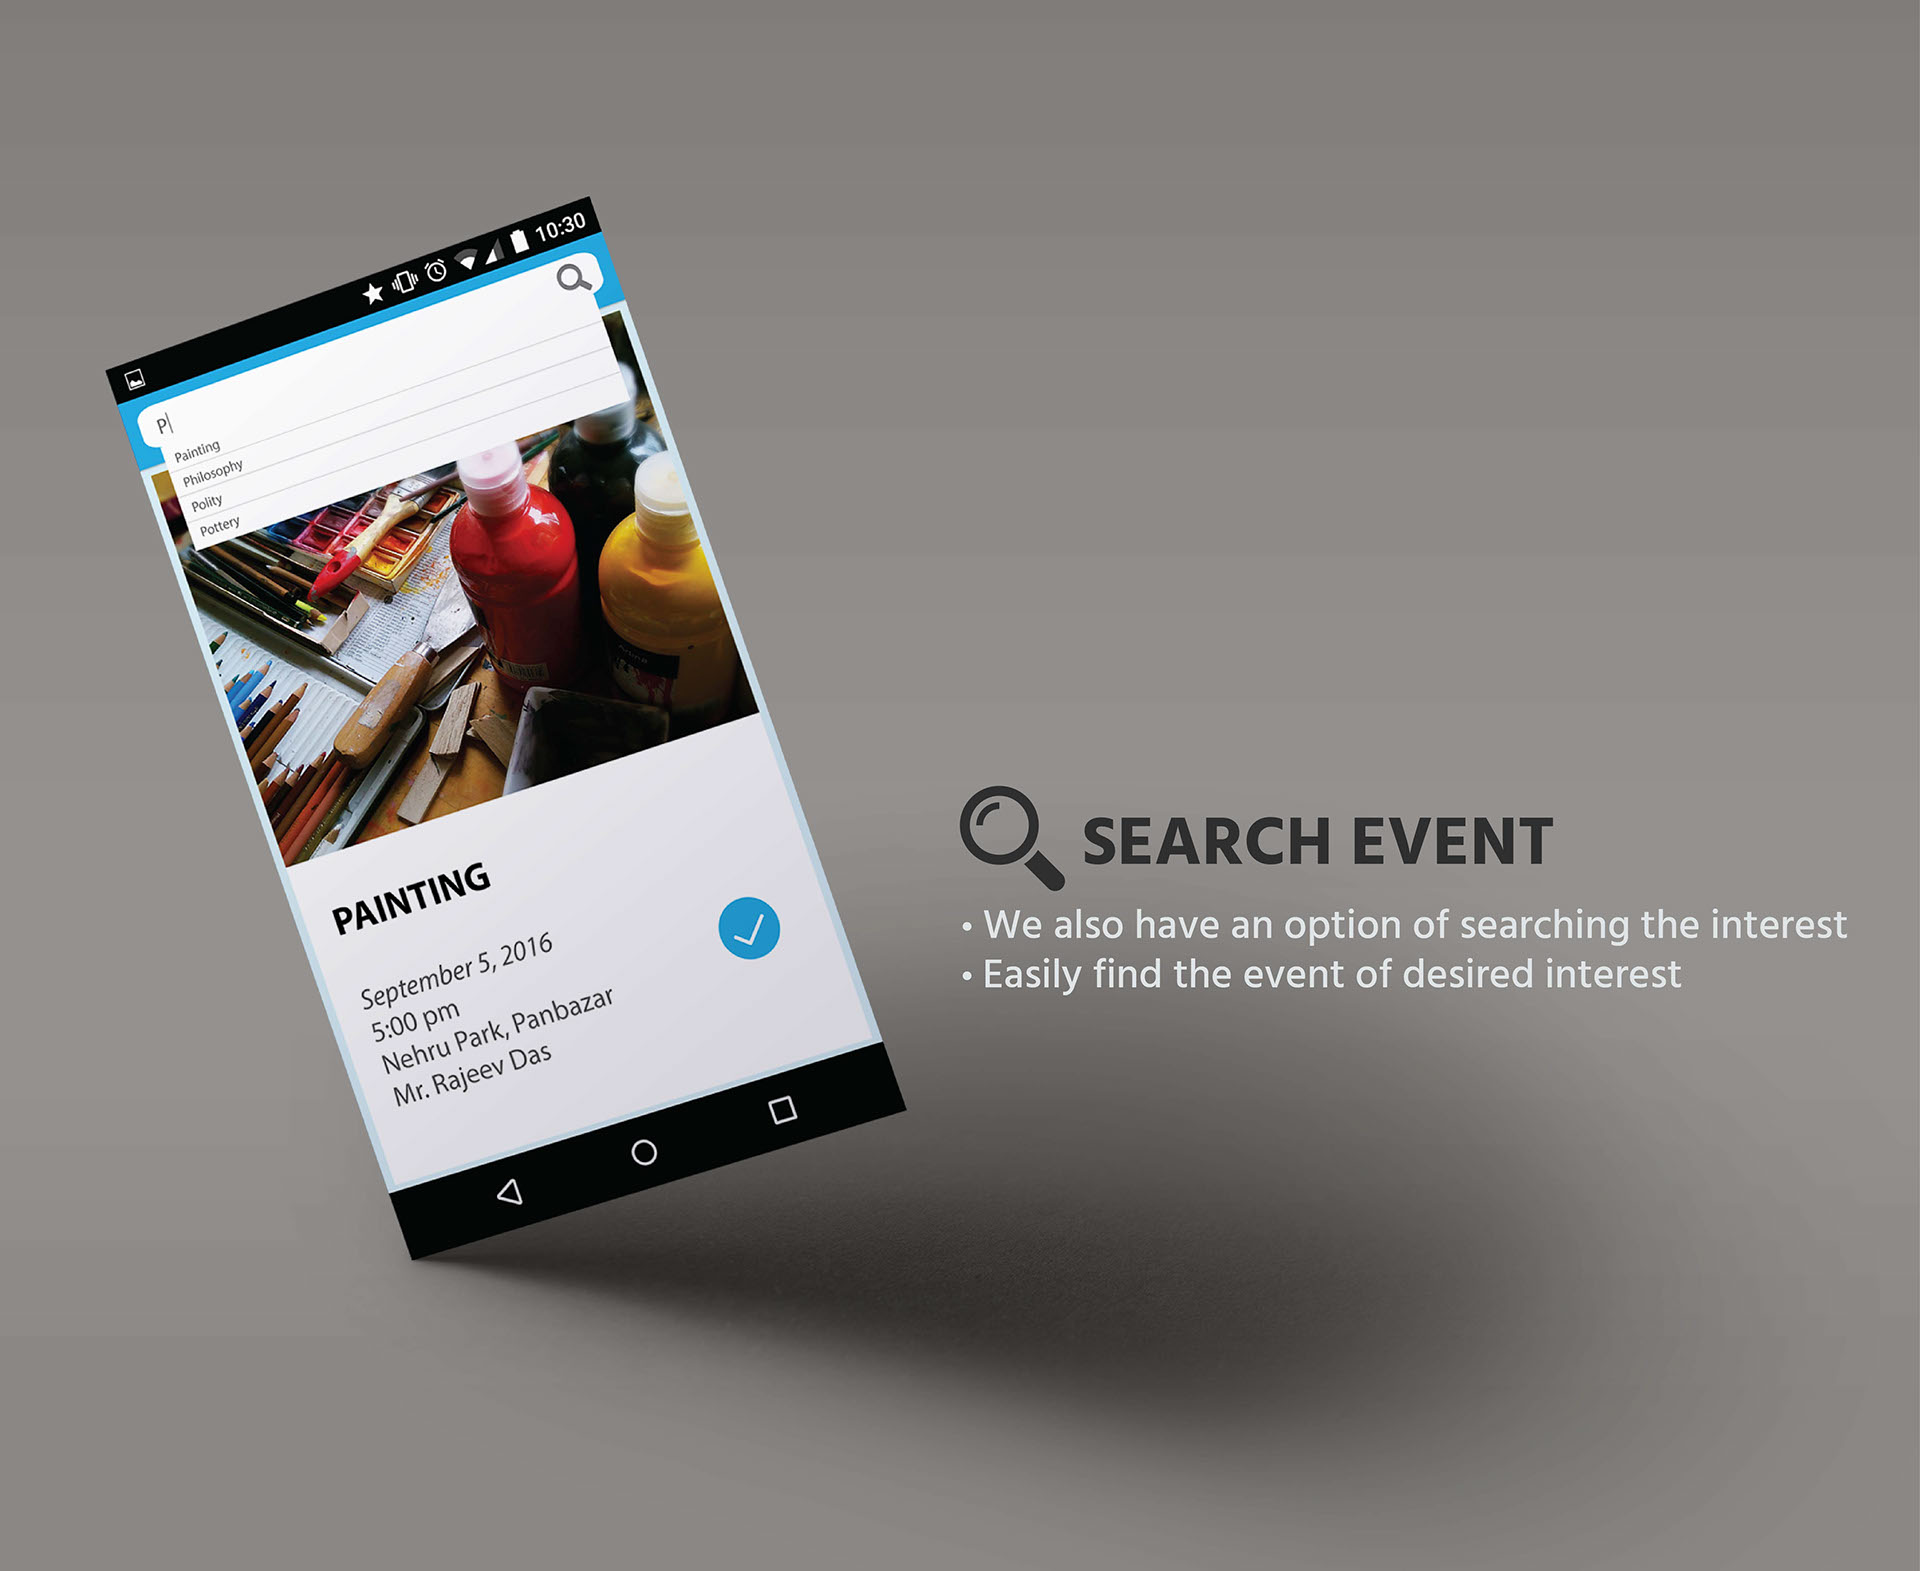 10:30
P
Painting
Philosophy
Polity
Pottery
PAINTING
September 5, 2016
5:00 pm
Nehru Park, Panbazar
Mr. Rajeev Das
SEARCH EVENT
• We also have an option of searching the interest
• Easily find the event of desired interest